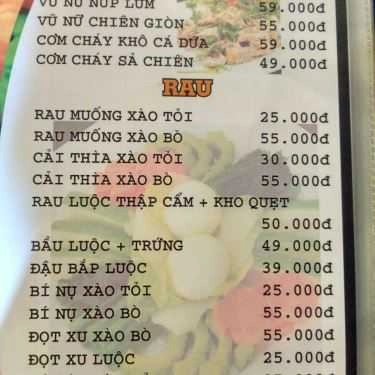 VÚ NỮ NÚP LÙM 59.000đ
VŨ NỮ CHIÊN GIÒN 55.000đ
CƠM CHÁY KHÔ CÁ DỨA 59.000đ
CƠM CHÁY SẢ CHIÊN 49.000đ
RAU
RAU MUỐNG XÀO TỎI 25.000đ
RAU MUỐNG XÀO BÒ 55.000đ
CẢI THÌA XÀO TỎI 30.000đ
CẢI THÌA XÀO BÒ 55.000đ
RAU LUỘC THẬP CẨM + KHO QUẸT
50.000đ
BẦU LUỘC + TRỨNG 49.000đ
ĐẬU BẮP LUỘC 39.000đ
BÍ NỤ XÀO TỎI 25.000đ
BÍ NỤ XÀO BÒ 55.000đ
ĐỌT XU XÀO BÒ 55.000đ
ĐỌT XU LUỘC 25.000đ